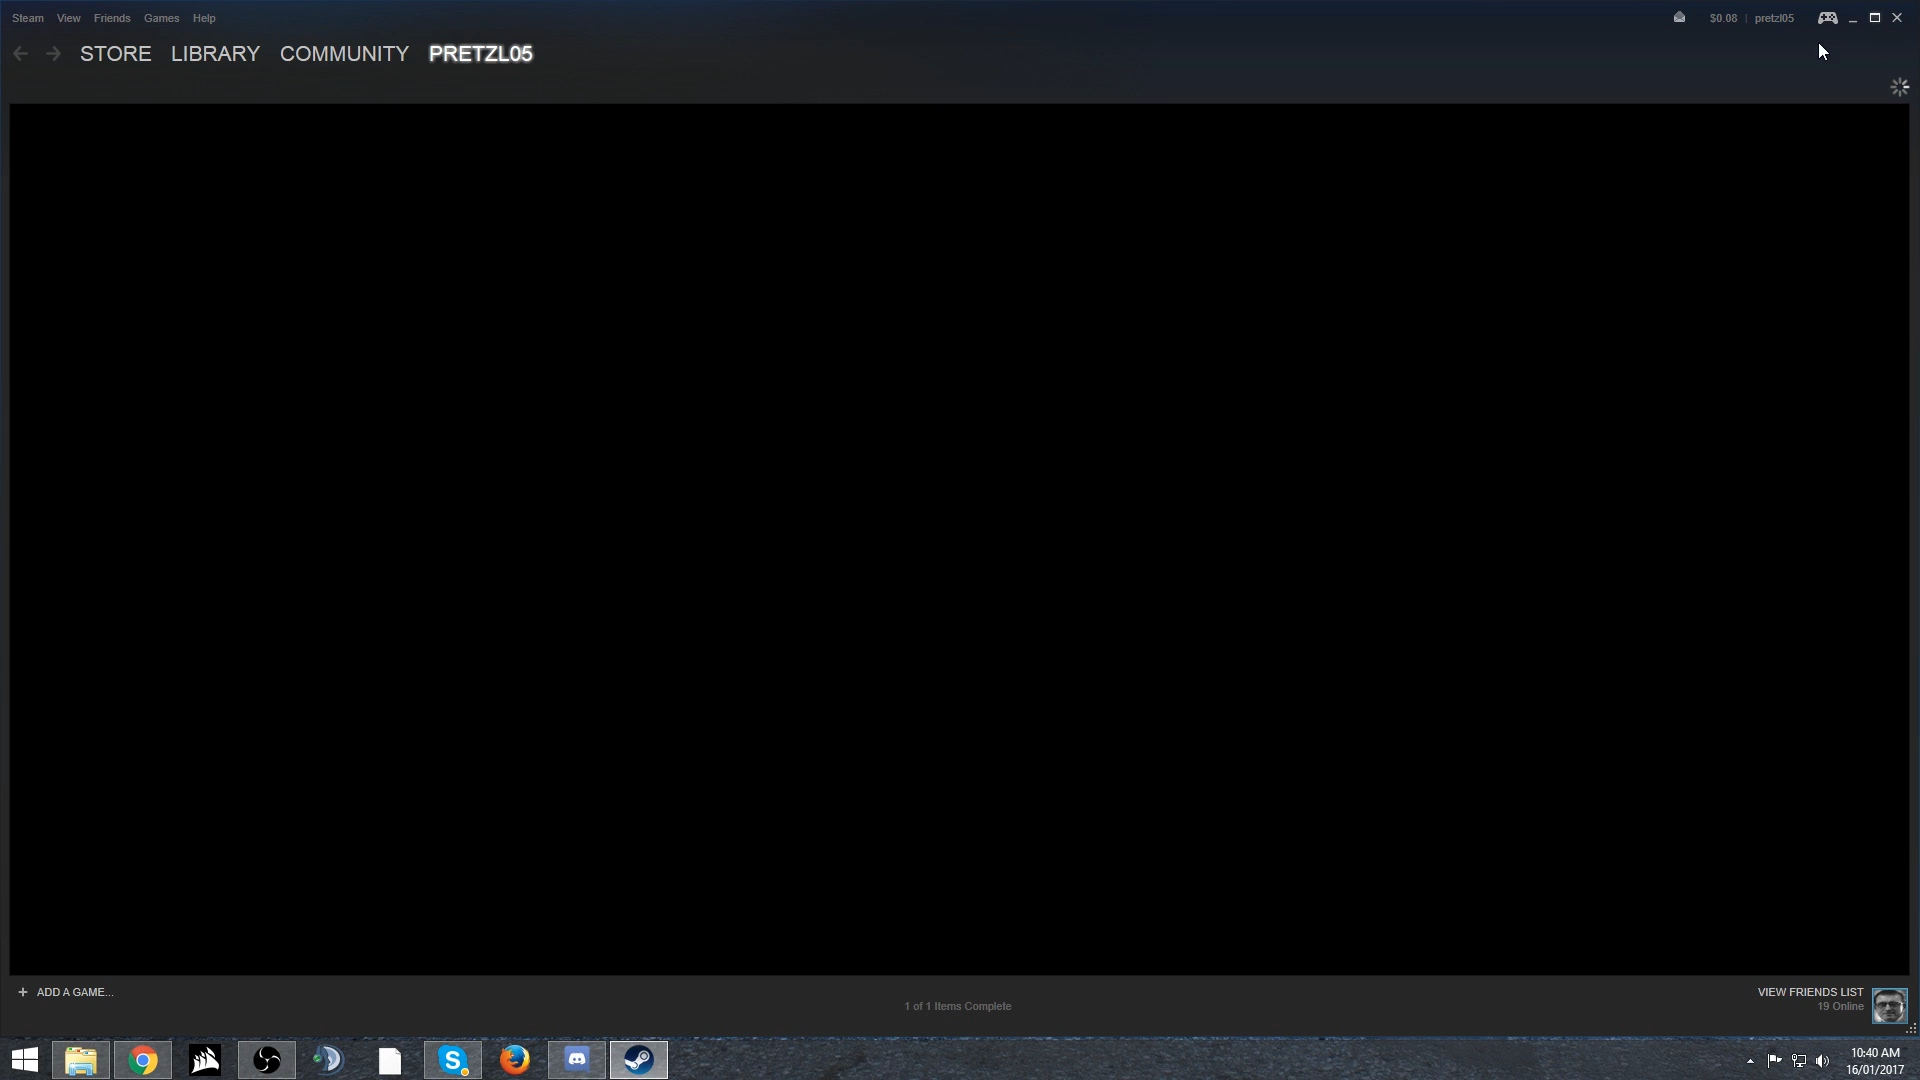 Steam View Friends Games Help
$0.08 | pretzl05
STORE LIBRARY COMMUNITY PRETZL05
+ ADD A GAME...
1 of 1 Items Complete
VIEW FRIENDS LIST
19 Online
10:40 AM
16/01/2017